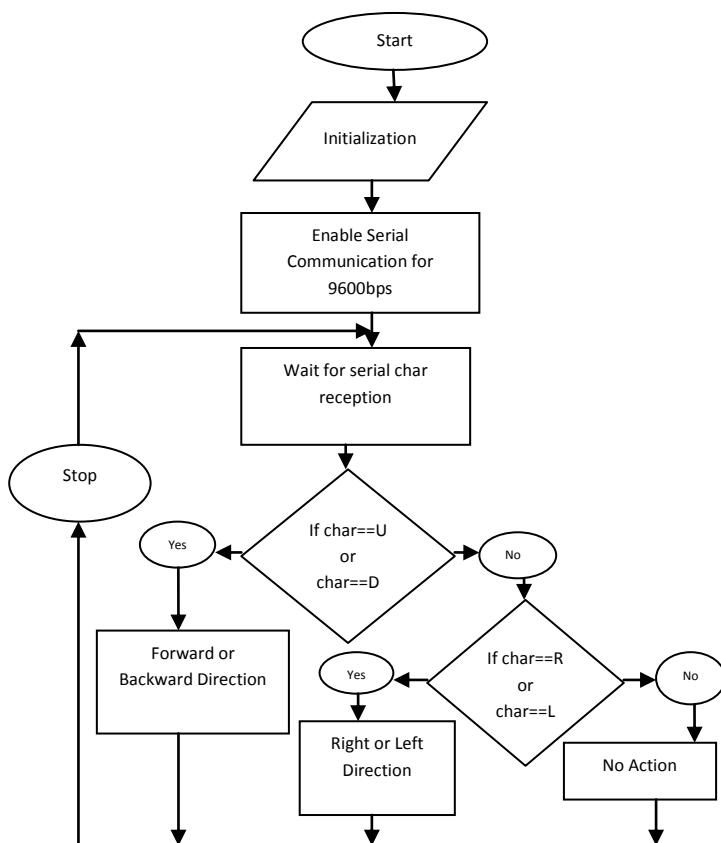 Start
Initialization
Enable Serial
Communication for
9600bps
Wait for serial char
reception
Stop
If char==U
or
char==D
Yes
No
Forward or
Backward Direction
If char==R
or
char==L
Yes
No
Right or Left
Direction
No Action